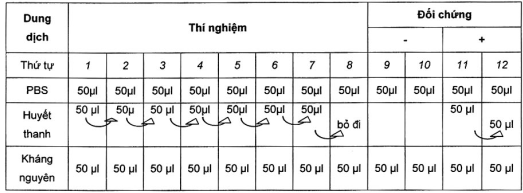 Dung dịch Thí nghiệm Đối chứng
- +
Thứ tự 1 2 3 4 5 6 7 8 9 10 11 12
PBS 50µl 50µl 50µl 50µl 50µl 50µl 50µl 50µl 50µl 50µl 50µl 50µl
Huyết thanh 50 µl 50µ 50 µl 50µl 50µl 50µl 50µl bỏ đi 50 µl 50 µl
Kháng nguyên 50 µl 50 µl 50 µl 50 µl 50 µl 50 µl 50 µl 50 µl 50 µl 50 µl 50 µl 50 µl